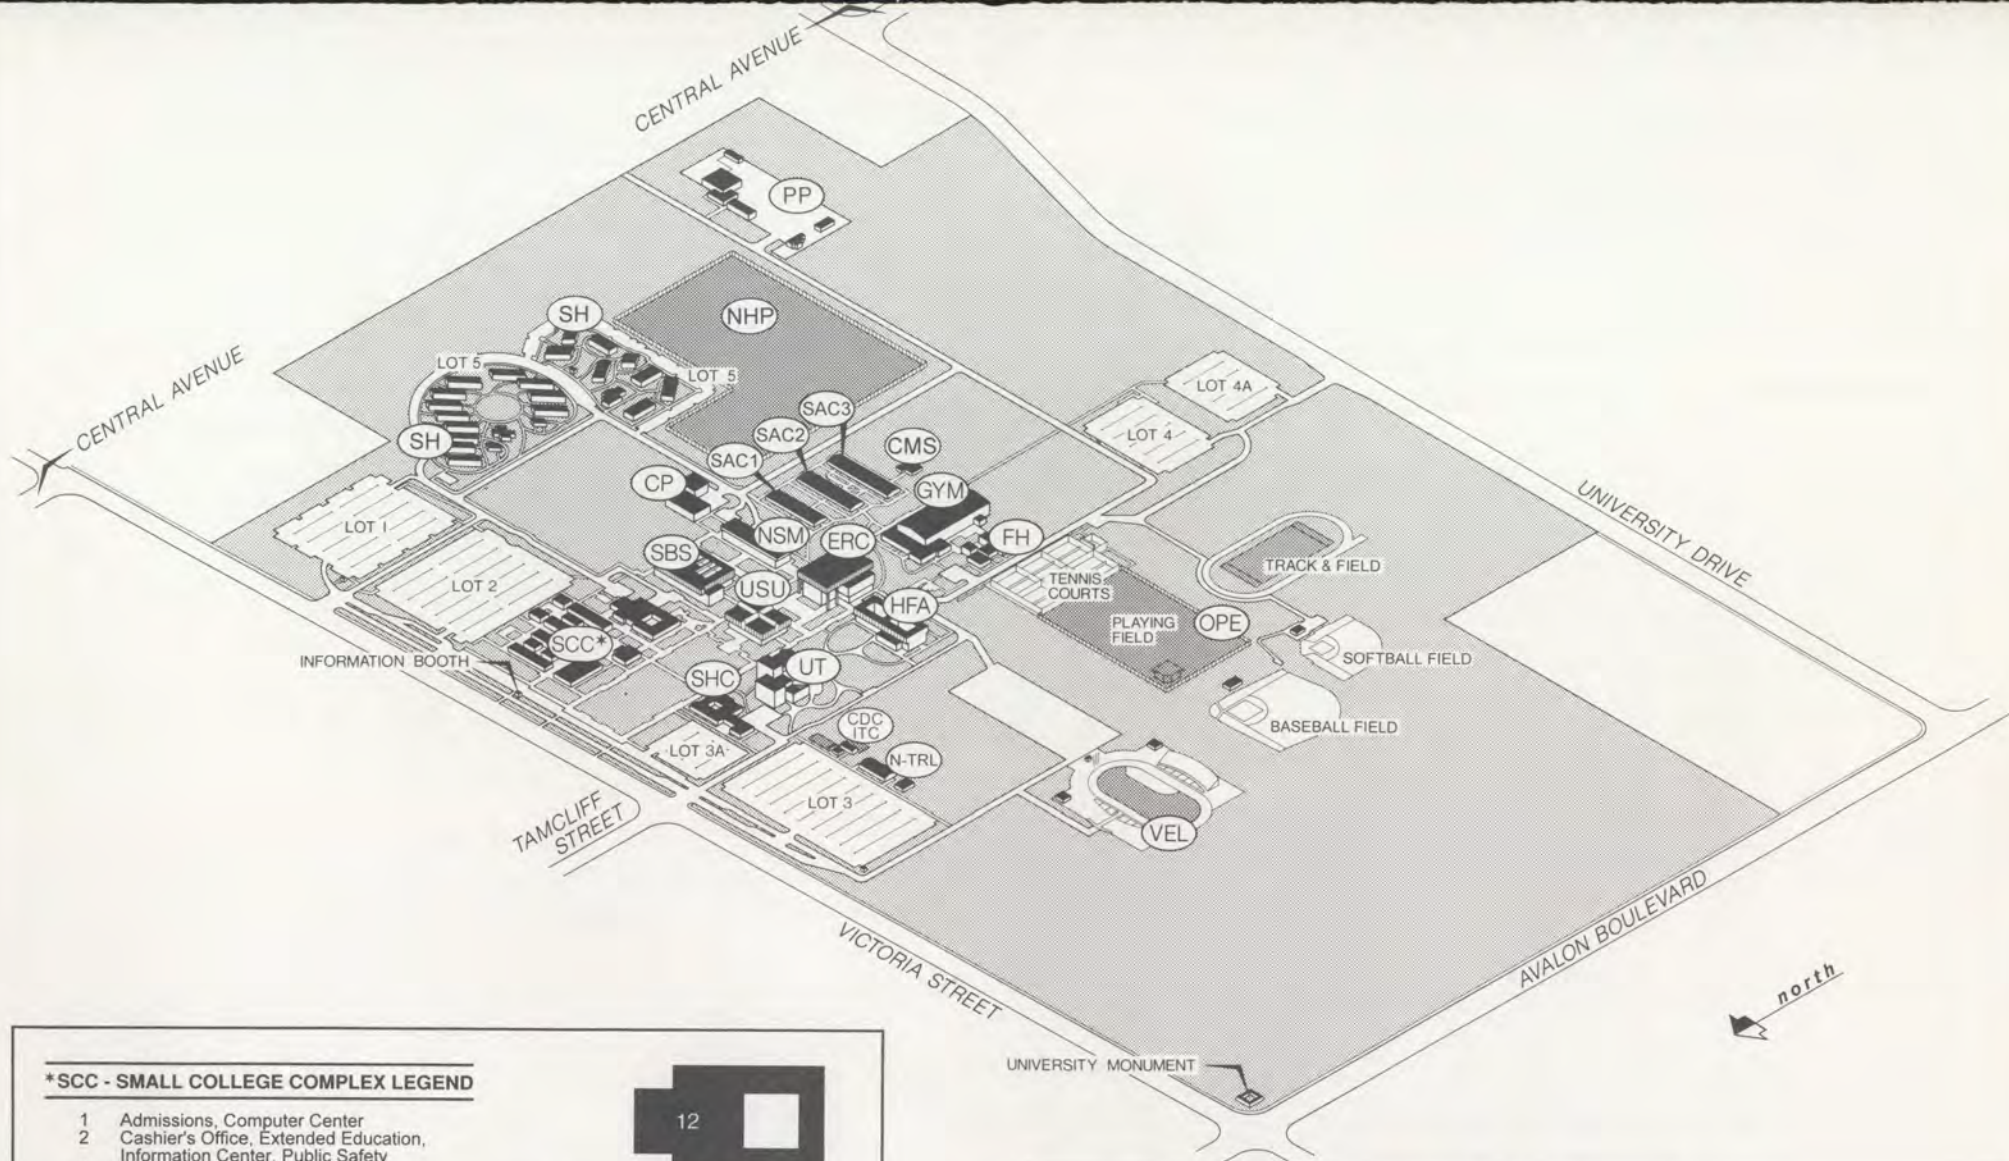 CENTRAL AVENUE
PP
NHP
SH
LOT 5
LOT 5
CENTRAL AVENUE
LOT 4A
SAC3
LOT 4
SAC2
SH
CMS
SAC1
CP
GYM
UNIVERSITY DRIVE
LOT 1
NSM
ERC
FH
SBS
TRACK & FIELD
TENNIS
COURTS
LOT 2
USU
HFA
PLAYING
FIELD
OPE
SCC*
INFORMATION BOOTH
SOFTBALL FIELD
UT
SHC
CDC
ITC
BASEBALL FIELD
LOT 3A
N-TRL
LOT 3
TAMCLIFF
STREET
VEL
VICTORIA STREET
AVALON BOULEVARD
north
UNIVERSITY MONUMENT
*SCC - SMALL COLLEGE COMPLEX LEGEND
1 Admissions, Computer Center
2 Cashier's Office, Extended Education,
Information Center, Public Safety
12